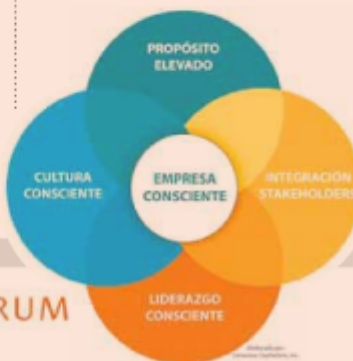 PROPÓSITO
ELEVADO
CULTURA
CONSCIENTE
EMPRESA
CONSCIENTE
INTEGRACIÓN
STAKEHOLDERS
LIDERAZGO
CONSCIENTE
RUM